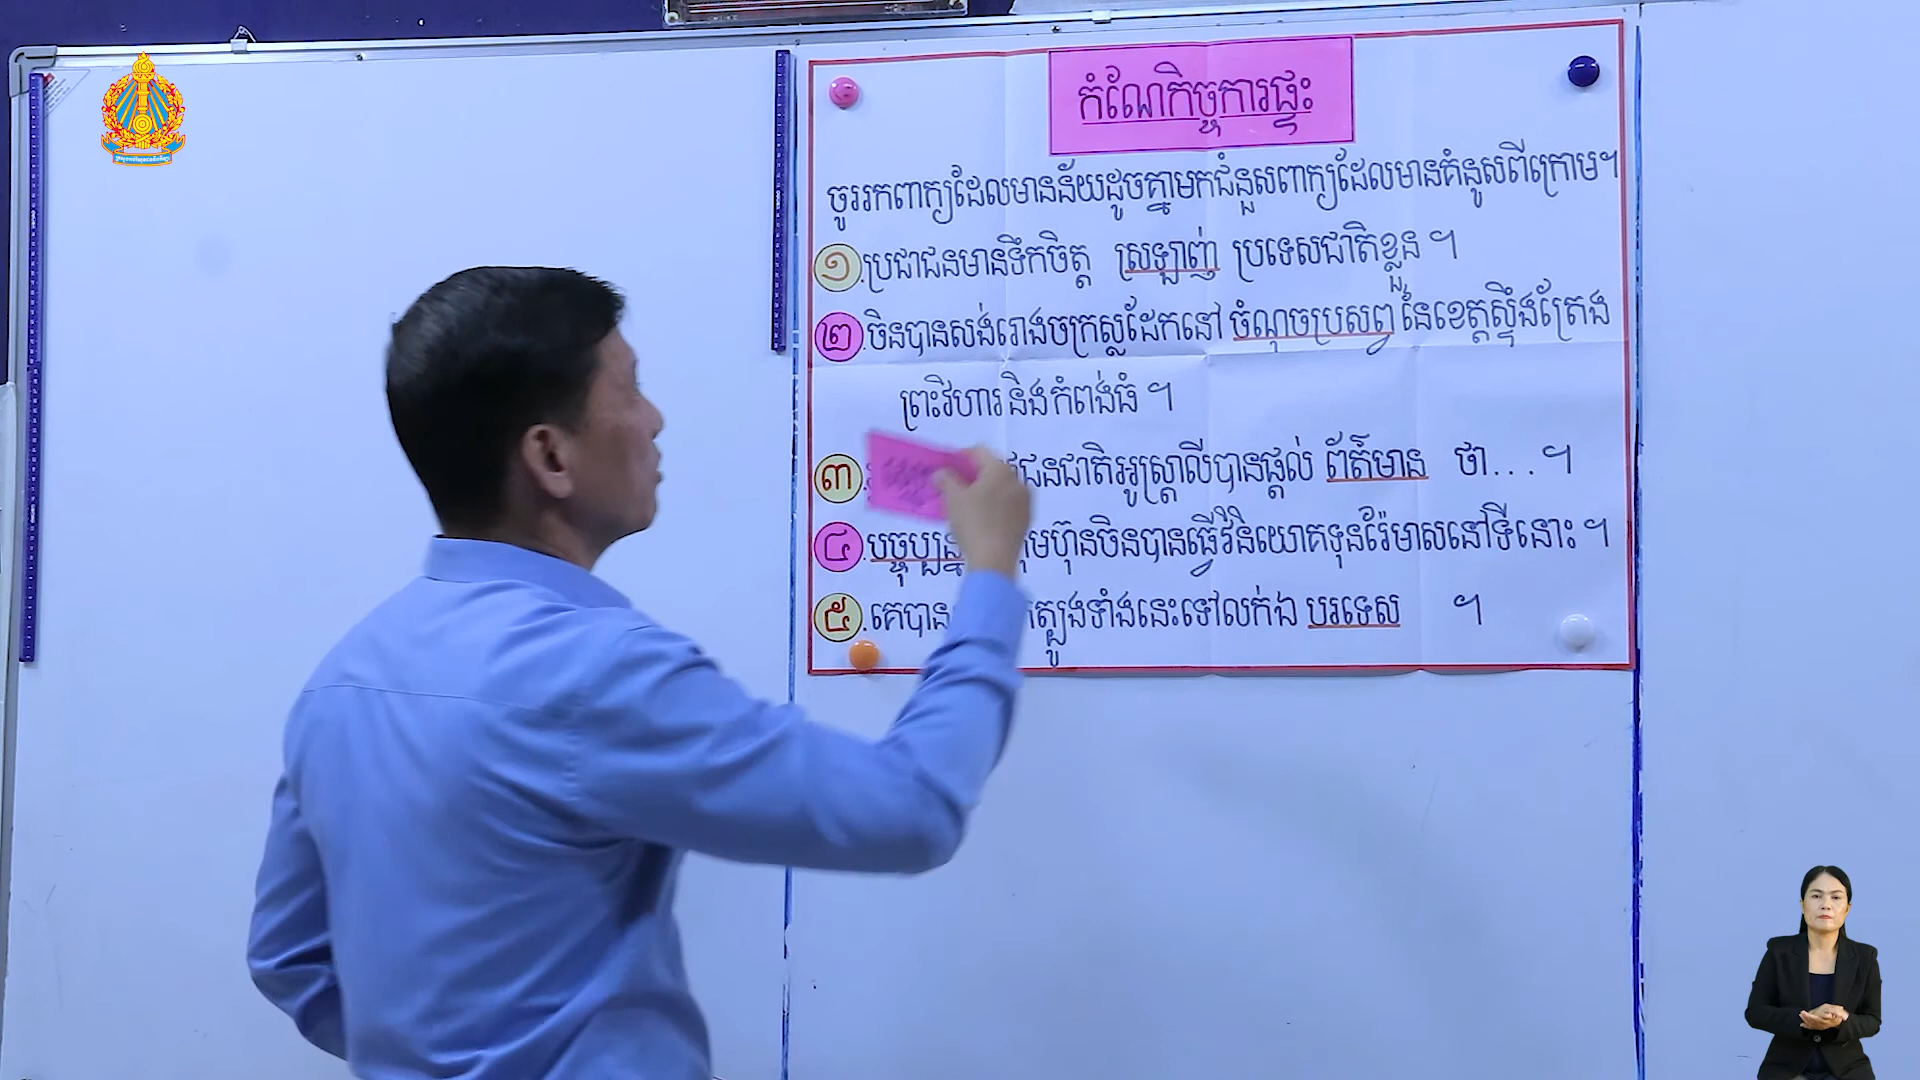 កំណែកិច្ចការផ្ទះ
ចូររកពាក្យដែលមានន័យដូចគ្នាមកជំនួសពាក្យដែលមានគំនូសពីក្រោម។
១.ប្រជាជនមានទឹកចិត្ត ស្រឡាញ់ ប្រទេសជាតិខ្លួន ។
២.ចិនបានសង់រោងចក្រស្លដែកនៅ ចំណុចប្រសព្វ នៃខេត្តស្ទឹងត្រែង
ព្រះវិហារ និង កំពង់ធំ ។
៣. ជនជាតិអូស្ត្រាលីបានផ្តល់ ព័ត៌មាន ថា...។
៤.បច្ចុប្បន្ន ក្រុមហ៊ុនចិនបានធ្វើវិនិយោគទុនរ៉ែមាសនៅទីនោះ ។
៥.គេបាន ត្បូងទាំងនេះទៅលក់ឯ បរទេស ។